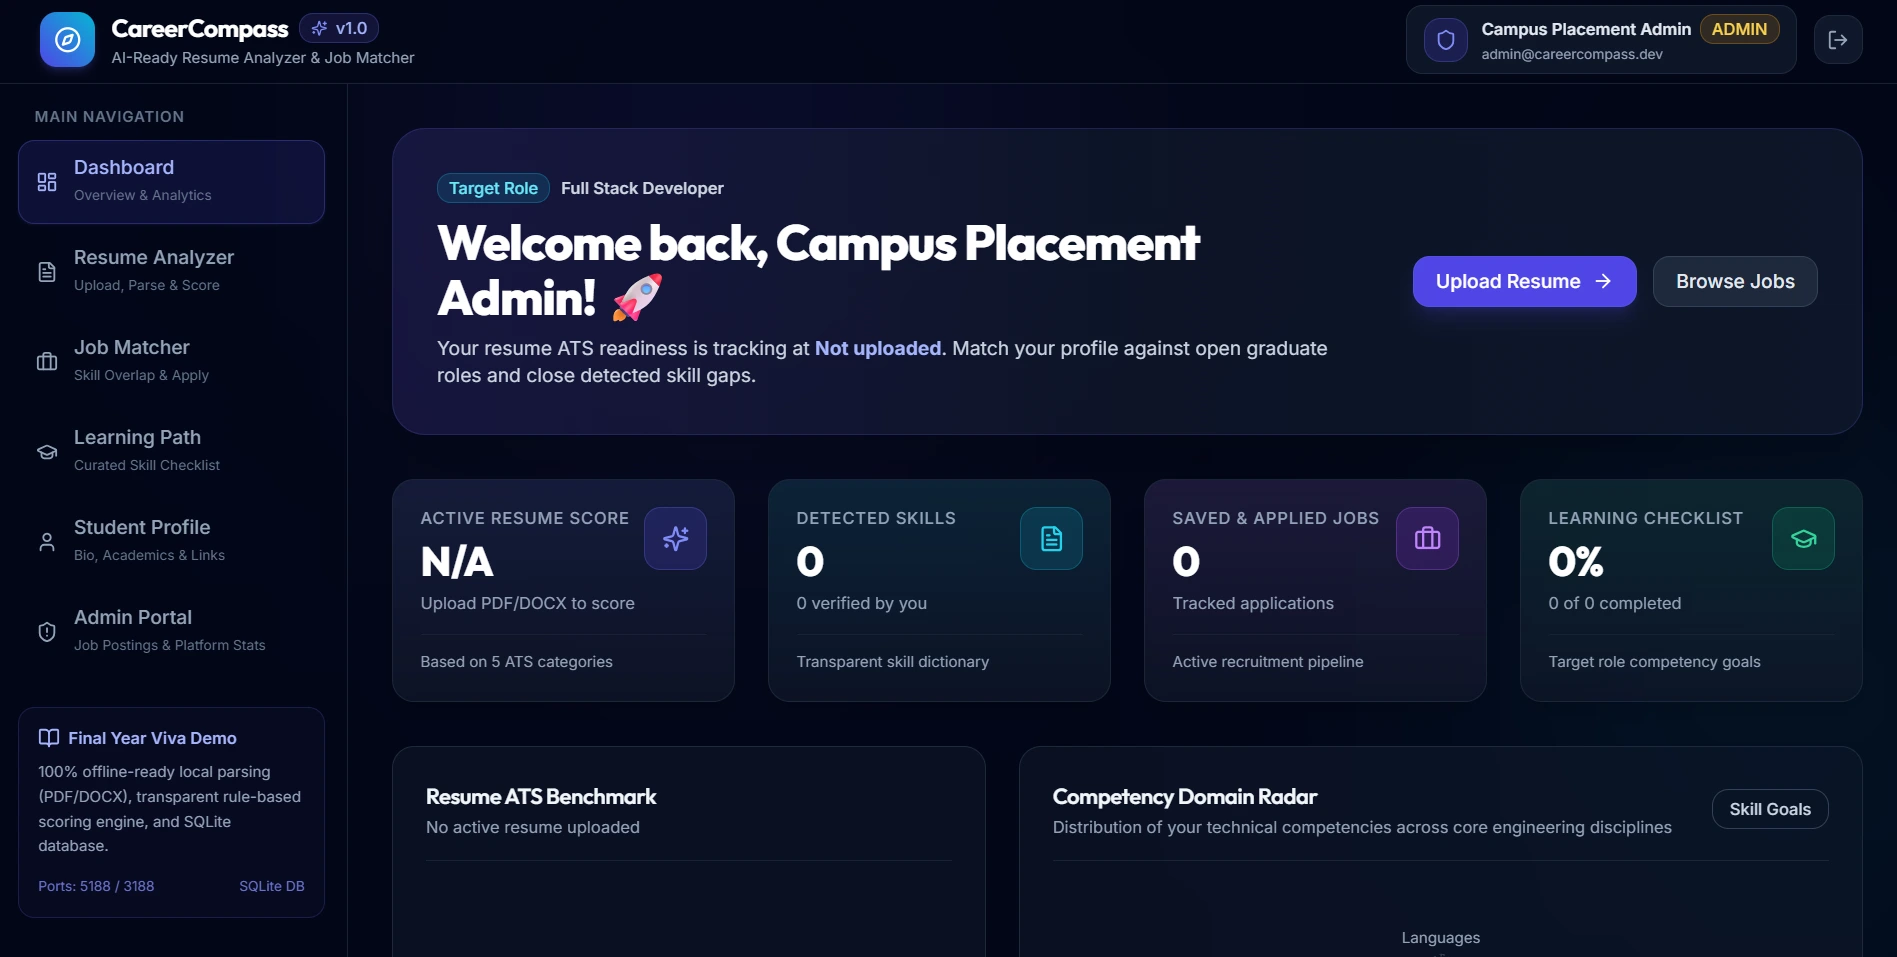 CareerCompass
v1.0
AI-Ready Resume Analyzer & Job Matcher
Campus Placement Admin
ADMIN
admin@careercompass.dev
MAIN NAVIGATION
Dashboard
Overview & Analytics
Resume Analyzer
Upload, Parse & Score
Job Matcher
Skill Overlap & Apply
Learning Path
Curated Skill Checklist
Student Profile
Bio, Academics & Links
Admin Portal
Job Postings & Platform Stats
Final Year Viva Demo
100% offline-ready local parsing
(PDF/DOCX), transparent rule-based
scoring engine, and SQLite
database.
Ports: 5188 / 3188
SQLite DB
Target Role
Full Stack Developer
Welcome back, Campus Placement
Admin! 🚀
Your resume ATS readiness is tracking at Not uploaded. Match your profile against open graduate
roles and close detected skill gaps.
Upload Resume →
Browse Jobs
ACTIVE RESUME SCORE
N/A
Upload PDF/DOCX to score
Based on 5 ATS categories
DETECTED SKILLS
0
0 verified by you
Transparent skill dictionary
SAVED & APPLIED JOBS
0
Tracked applications
Active recruitment pipeline
LEARNING CHECKLIST
0%
0 of 0 completed
Target role competency goals
Resume ATS Benchmark
No active resume uploaded
Competency Domain Radar
Distribution of your technical competencies across core engineering disciplines
Skill Goals
Languages